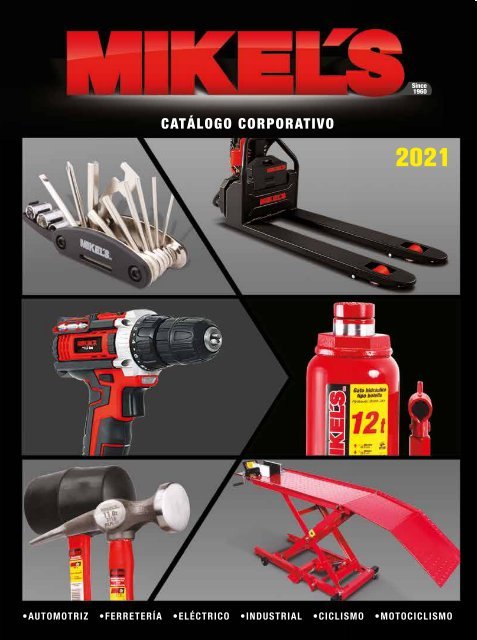 MIKEL'S
Since
1960
CATÁLOGO CORPORATIVO
2021
MIKEL'S
MIKEL'S
Gato hidráulico
tipo botella
12t
MIKEL'S
•AUTOMOTRIZ •FERRETERÍA •ELÉCTRICO •INDUSTRIAL •CICLISMO •MOTOCICLISMO